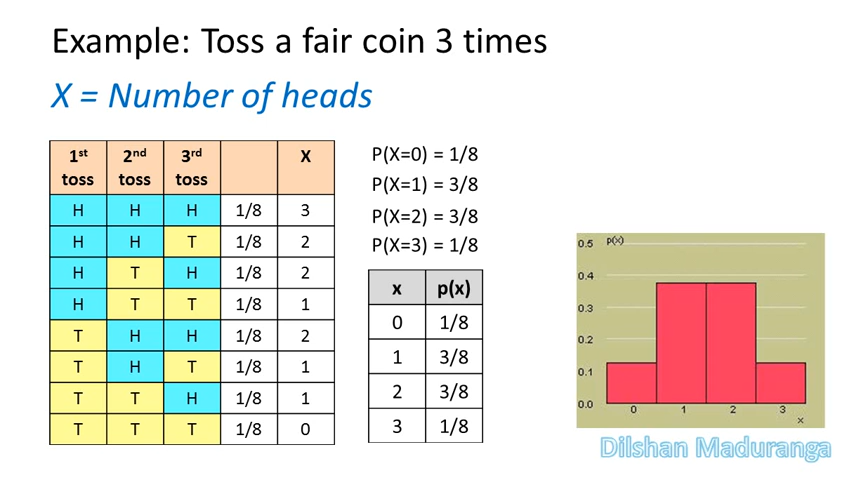 Example: Toss a fair coin 3 times
X = Number of heads
1st toss 2nd toss 3rd toss X
H H H 1/8 3
H H T 1/8 2
H T H 1/8 2
H T T 1/8 1
T H H 1/8 2
T H T 1/8 1
T T H 1/8 1
T T T 1/8 0
P(X=0) = 1/8
P(X=1) = 3/8
P(X=2) = 3/8
P(X=3) = 1/8
x p(x)
0 1/8
1 3/8
2 3/8
3 1/8
0.5 p(x)
0.4
0.3
0.2
0.1
0.0
0 1 2 3
x
Dilshan Maduranga